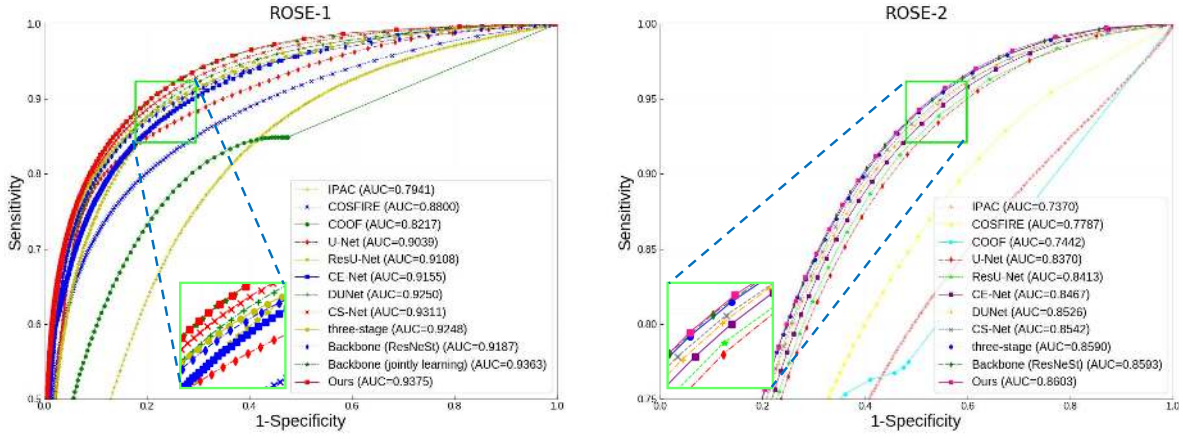 ROSE-1
1.0
0.9
0.8
0.7
0.6
0.5
Sensitivity
IPAC (AUC=0.7941)
COSFIRE (AUC=0.8800)
COOF (AUC=0.8217)
U-Net (AUC=0.9039)
ResU-Net (AUC=0.9108)
CE-Net (AUC=0.9155)
DUNet (AUC=0.9250)
CS-Net (AUC=0.9311)
three-stage (AUC=0.9248)
Backbone (ResNeSt) (AUC=0.9187)
Backbone (jointly learning) (AUC=0.9363)
Ours (AUC=0.9375)
0.0 0.2 0.4 0.6 0.8 1.0
1-Specificity
ROSE-2
1.00
0.95
0.90
0.85
0.80
0.75
Sensitivity
IPAC (AUC=0.7370)
COSFIRE (AUC=0.7787)
COOF (AUC=0.7442)
U-Net (AUC=0.8370)
ResU-Net (AUC=0.8413)
CE-Net (AUC=0.8467)
DUNet (AUC=0.8526)
CS-Net (AUC=0.8542)
three-stage (AUC=0.8590)
Backbone (ResNeSt) (AUC=0.8593)
Ours (AUC=0.8603)
0.0 0.2 0.4 0.6 0.8 1.0
1-Specificity